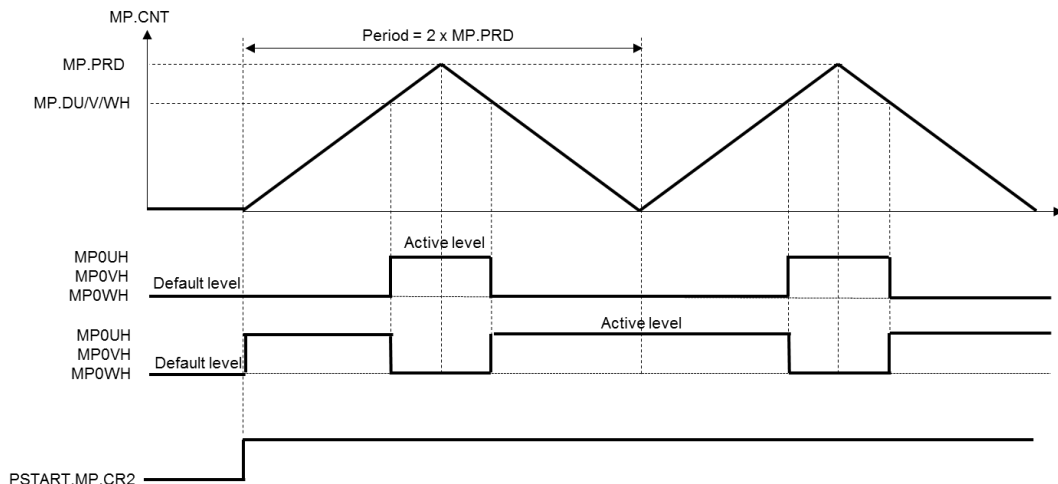 MP.CNT
Period = 2 x MP.PRD
MP.PRD
MP.DU/V/WH
Active level
MP0UH
MP0VH
Default level
MP0WH
MP0UH
Active level
MP0VH
Default level
MP0WH
PSTART.MP.CR2